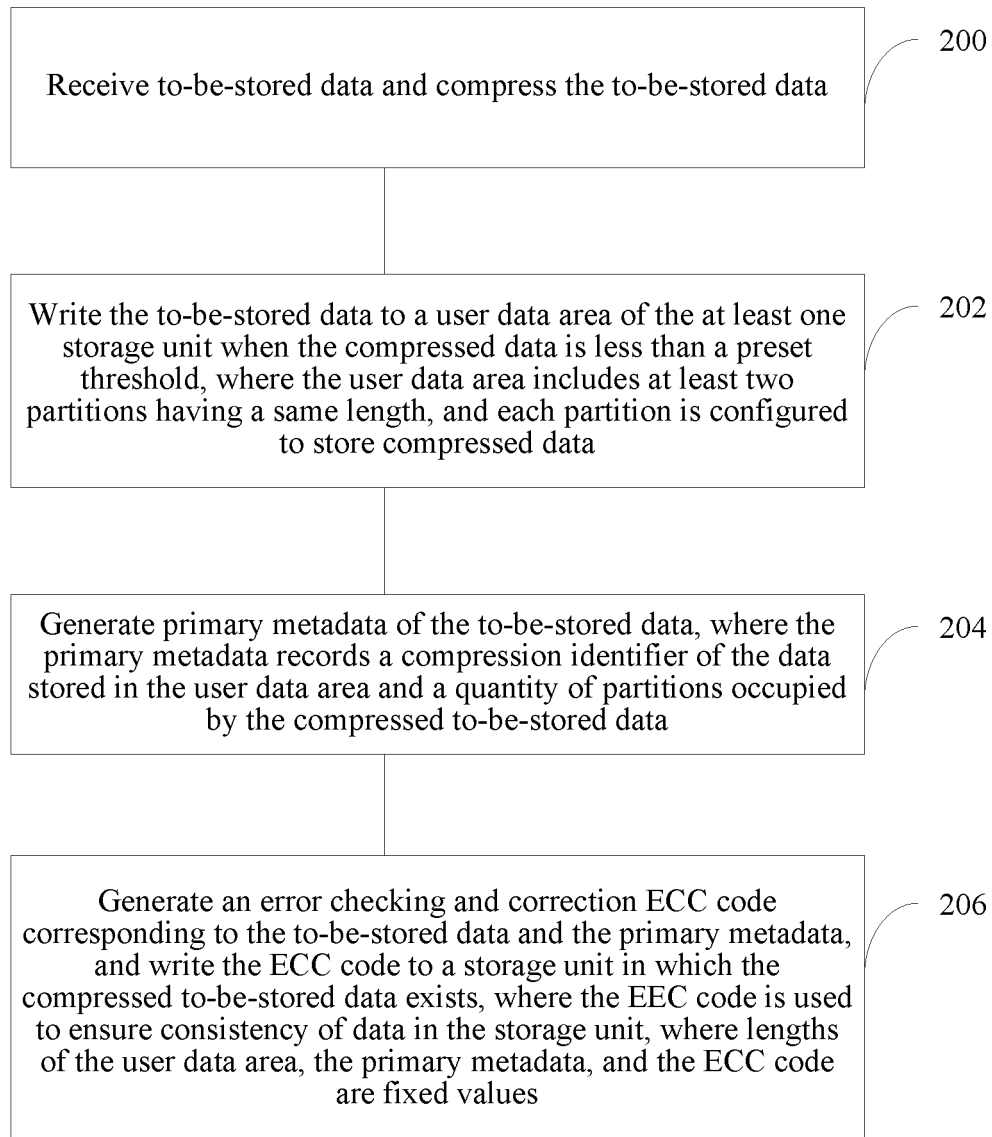 200
Receive to-be-stored data and compress the to-be-stored data
202
Write the to-be-stored data to a user data area of the at least one
storage unit when the compressed data is less than a preset
threshold, where the user data area includes at least two
partitions having a same length, and each partition is configured
to store compressed data
204
Generate primary metadata of the to-be-stored data, where the
primary metadata records a compression identifier of the data
stored in the user data area and a quantity of partitions occupied
by the compressed to-be-stored data
206
Generate an error checking and correction ECC code
corresponding to the to-be-stored data and the primary metadata,
and write the ECC code to a storage unit in which the
compressed to-be-stored data exists, where the EEC code is used
to ensure consistency of data in the storage unit, where lengths
of the user data area, the primary metadata, and the ECC code
are fixed values